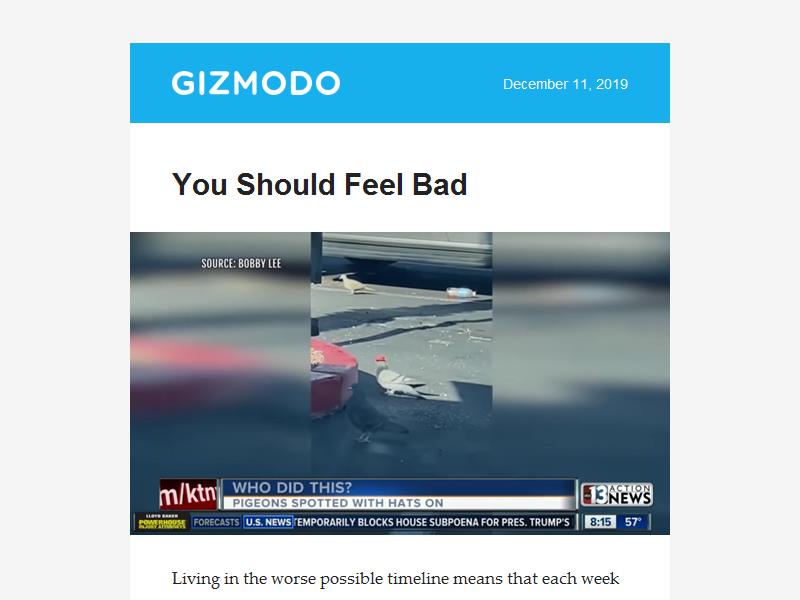 GIZMODO
December 11, 2019
You Should Feel Bad
SOURCE: BOBBY LEE
m/ktn
WHO DID THIS?
PIGEONS SPOTTED WITH HATS ON
13 ACTION NEWS
LLOYD BAKER
POWERHOUSE
INJURY ATTORNEYS
FORECASTS
U.S. NEWS
TEMPORARILY BLOCKS HOUSE SUBPOENA FOR PRES. TRUMP'S
8:15
57°
Living in the worse possible timeline means that each week